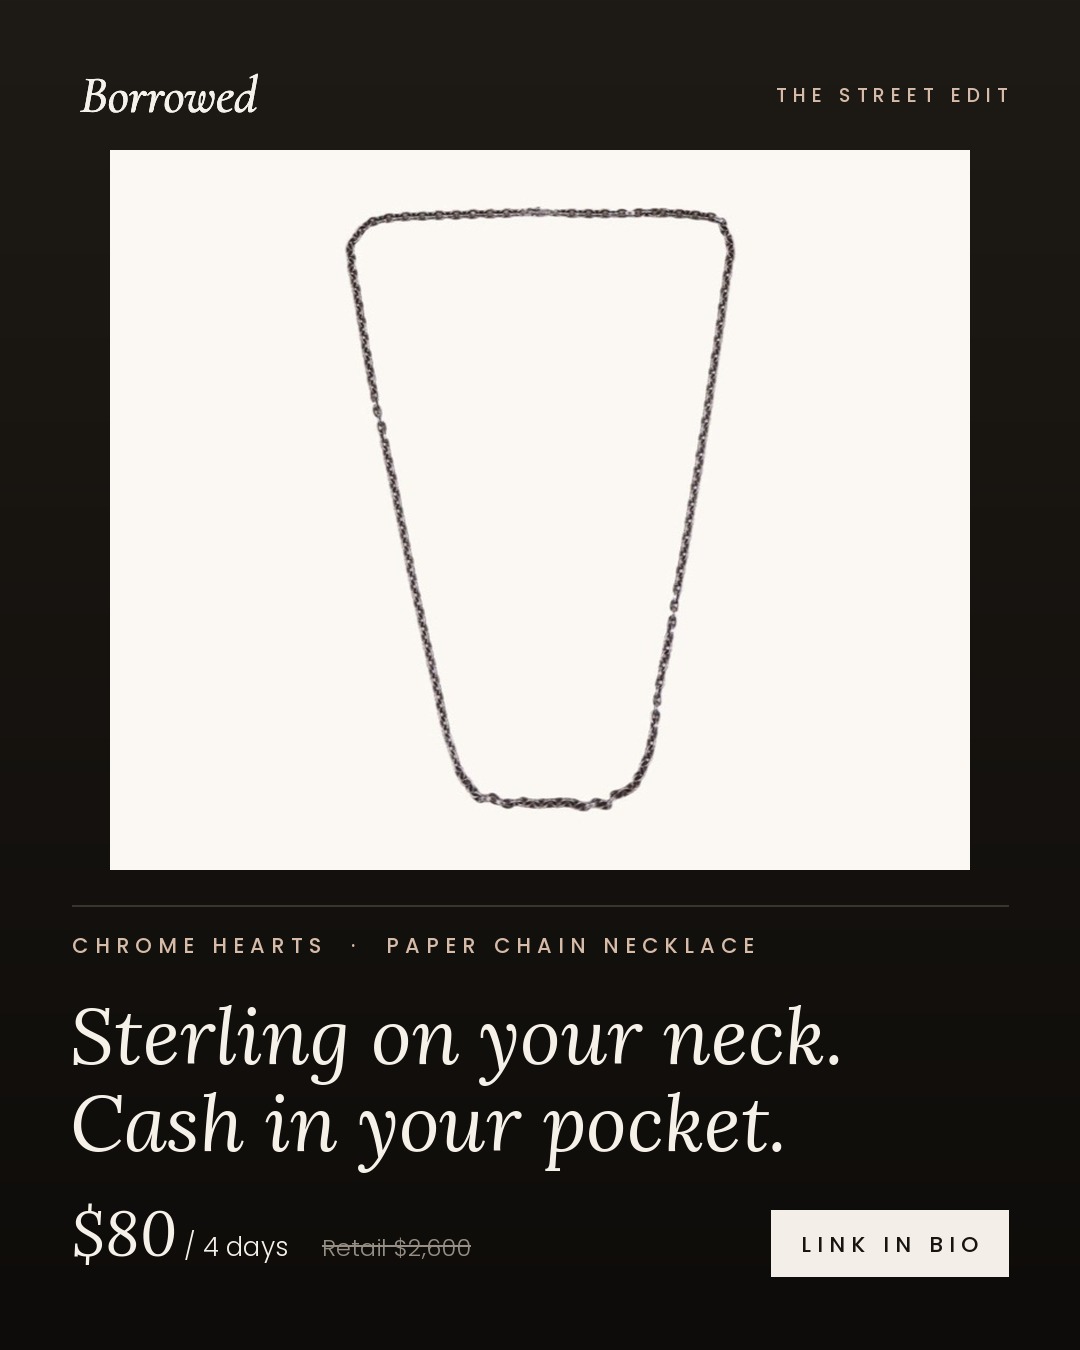 Borrowed
THE STREET EDIT
CHROME HEARTS · PAPER CHAIN NECKLACE
Sterling on your neck.
Cash in your pocket.
$80 / 4 days Retail $2,600
LINK IN BIO